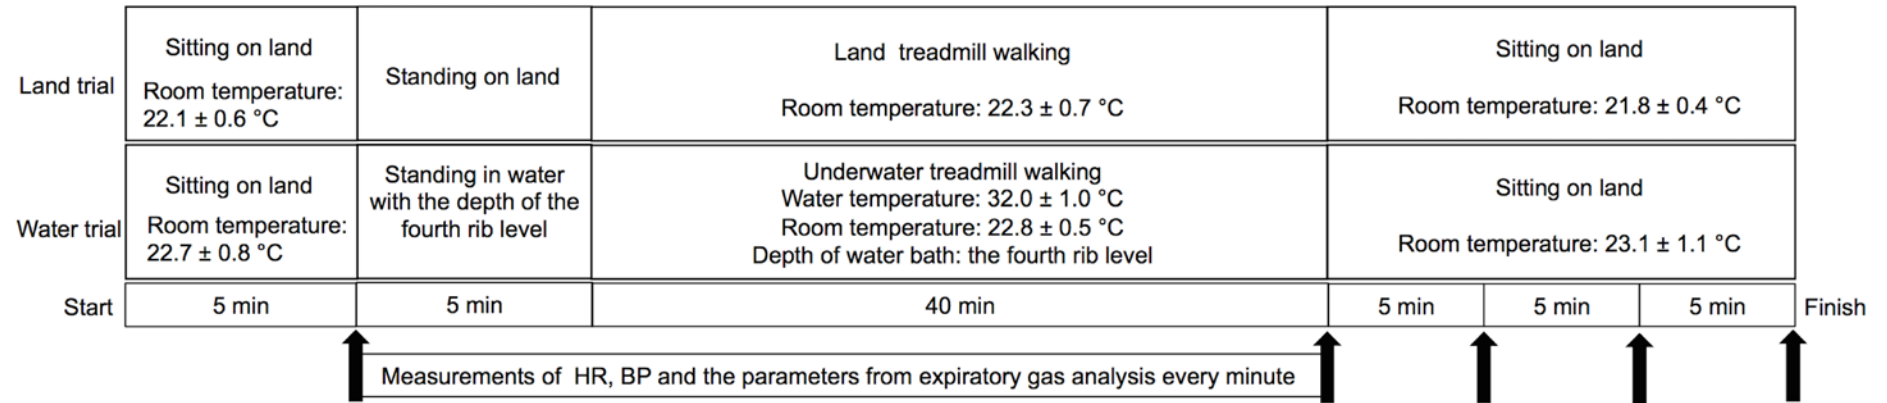 Land trial
Sitting on land
Room temperature:
22.1 ± 0.6 °C
Standing on land
Land  treadmill walking
Room temperature: 22.3 ± 0.7 °C
Sitting on land
Room temperature: 21.8 ± 0.4 °C
Water trial
Sitting on land
Room temperature:
22.7 ± 0.8 °C
Standing in water
with the depth of the
fourth rib level
Underwater treadmill walking
Water temperature: 32.0 ± 1.0 °C
Room temperature: 22.8 ± 0.5 °C
Depth of water bath: the fourth rib level
Sitting on land
Room temperature: 23.1 ± 1.1 °C
Start
5 min
5 min
40 min
5 min
5 min
5 min
Finish
Measurements of  HR, BP and the parameters from expiratory gas analysis every minute